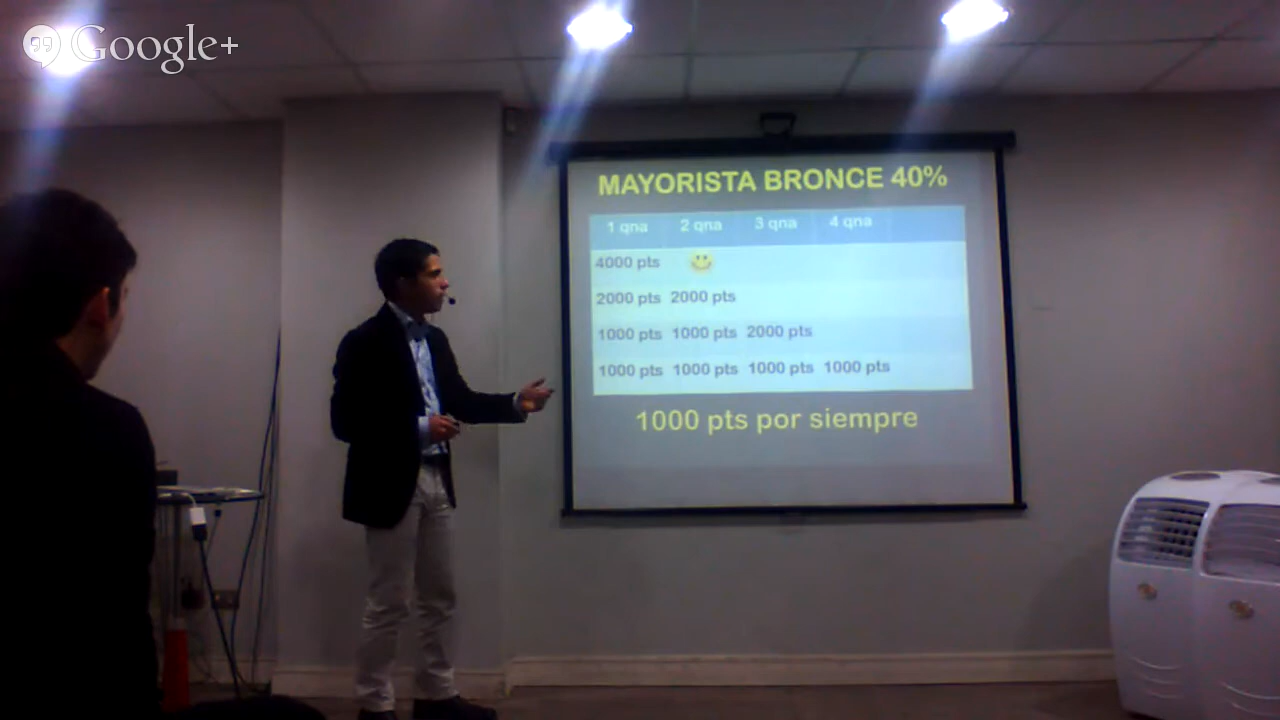 Google+
MAYORISTA BRONCE 40%
1 qna 2 qna 3 qna 4 qna
4000 pts
2000 pts 2000 pts
1000 pts 1000 pts 2000 pts
1000 pts 1000 pts 1000 pts 1000 pts
1000 pts por siempre